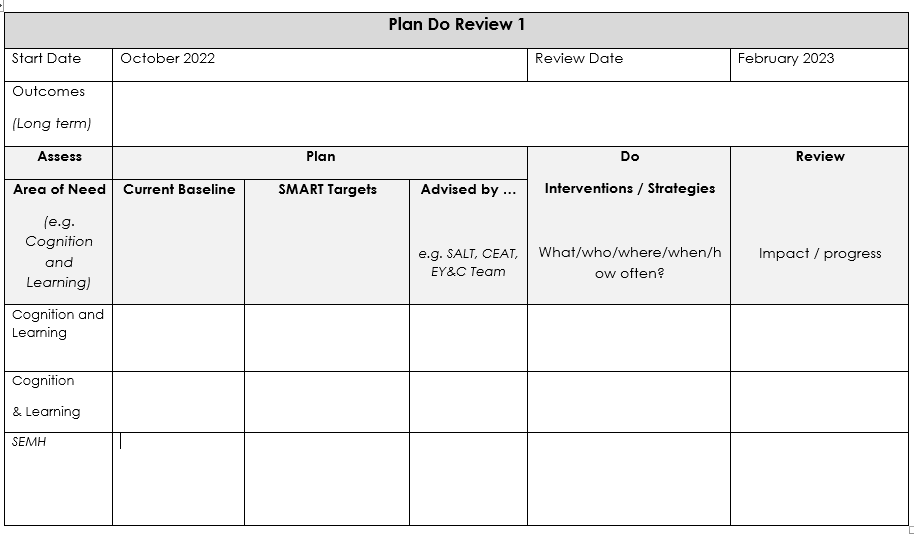 Plan Do Review 1
Start Date
October 2022
Review Date
February 2023
Outcomes
(Long term)
Assess
Plan
Do
Review
Area of Need
Current Baseline
SMART Targets
Advised by …
Interventions / Strategies
(e.g.
Cognition
and
Learning)
e.g. SALT, CEAT,
EY&C Team
What/who/where/when/h
ow often?
Impact / progress
Cognition and
Learning
Cognition
& Learning
SEMH